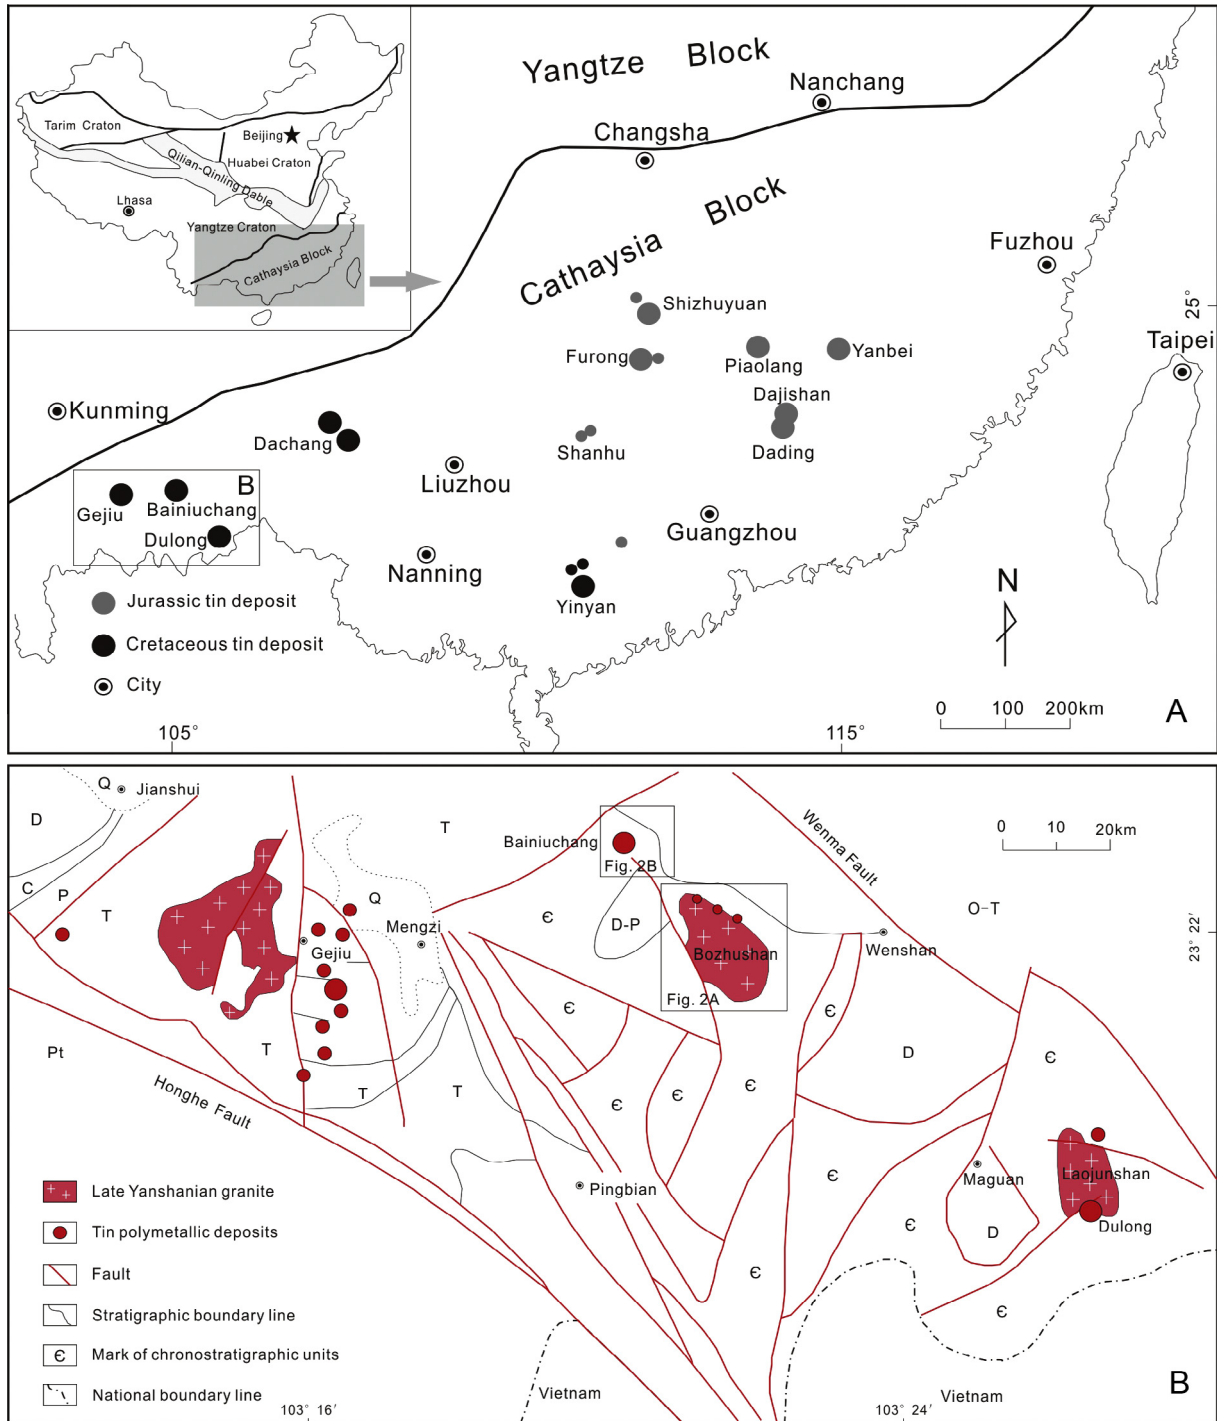 Yangtze Block
Nanchang
Changsha
Tarim Craton
Beijing
Huabei Craton
Qilian-Qinling Dable
Lhasa
Yangtze Craton
Cathaysia Block
Cathaysia Block
Fuzhou
25°
Shizhuyuan
Furong
Piaolang
Yanbei
Taipei
Dajishan
Kunming
Dachang
Shanhu
Dading
Liuzhou
B
Gejiu
Bainiuchang
Dulong
Guangzhou
Nanning
Yinyan
N
Jurassic tin deposit
Cretaceous tin deposit
City
0 100 200km
A
105°
115°
Q
Jianshui
D
T
Bainiuchang
Fig. 2B
Wenma Fault
0 10 20km
C
P
T
Q
Mengzi
Gejiu
Є
D-P
Bozhushan
Fig. 2A
Wenshan
O-T
23° 22′
Pt
T
Honghe Fault
T
T
Є
Є
Є
Є
Є
D
Є
Pingbian
Є
Maguan
Laojunshan
Є
D
Dulong
Є
Є
Late Yanshanian granite
Tin polymetallic deposits
Fault
Stratigraphic boundary line
Є Mark of chronostratigraphic units
National boundary line
Vietnam
Vietnam
B
103° 16′
103° 24′